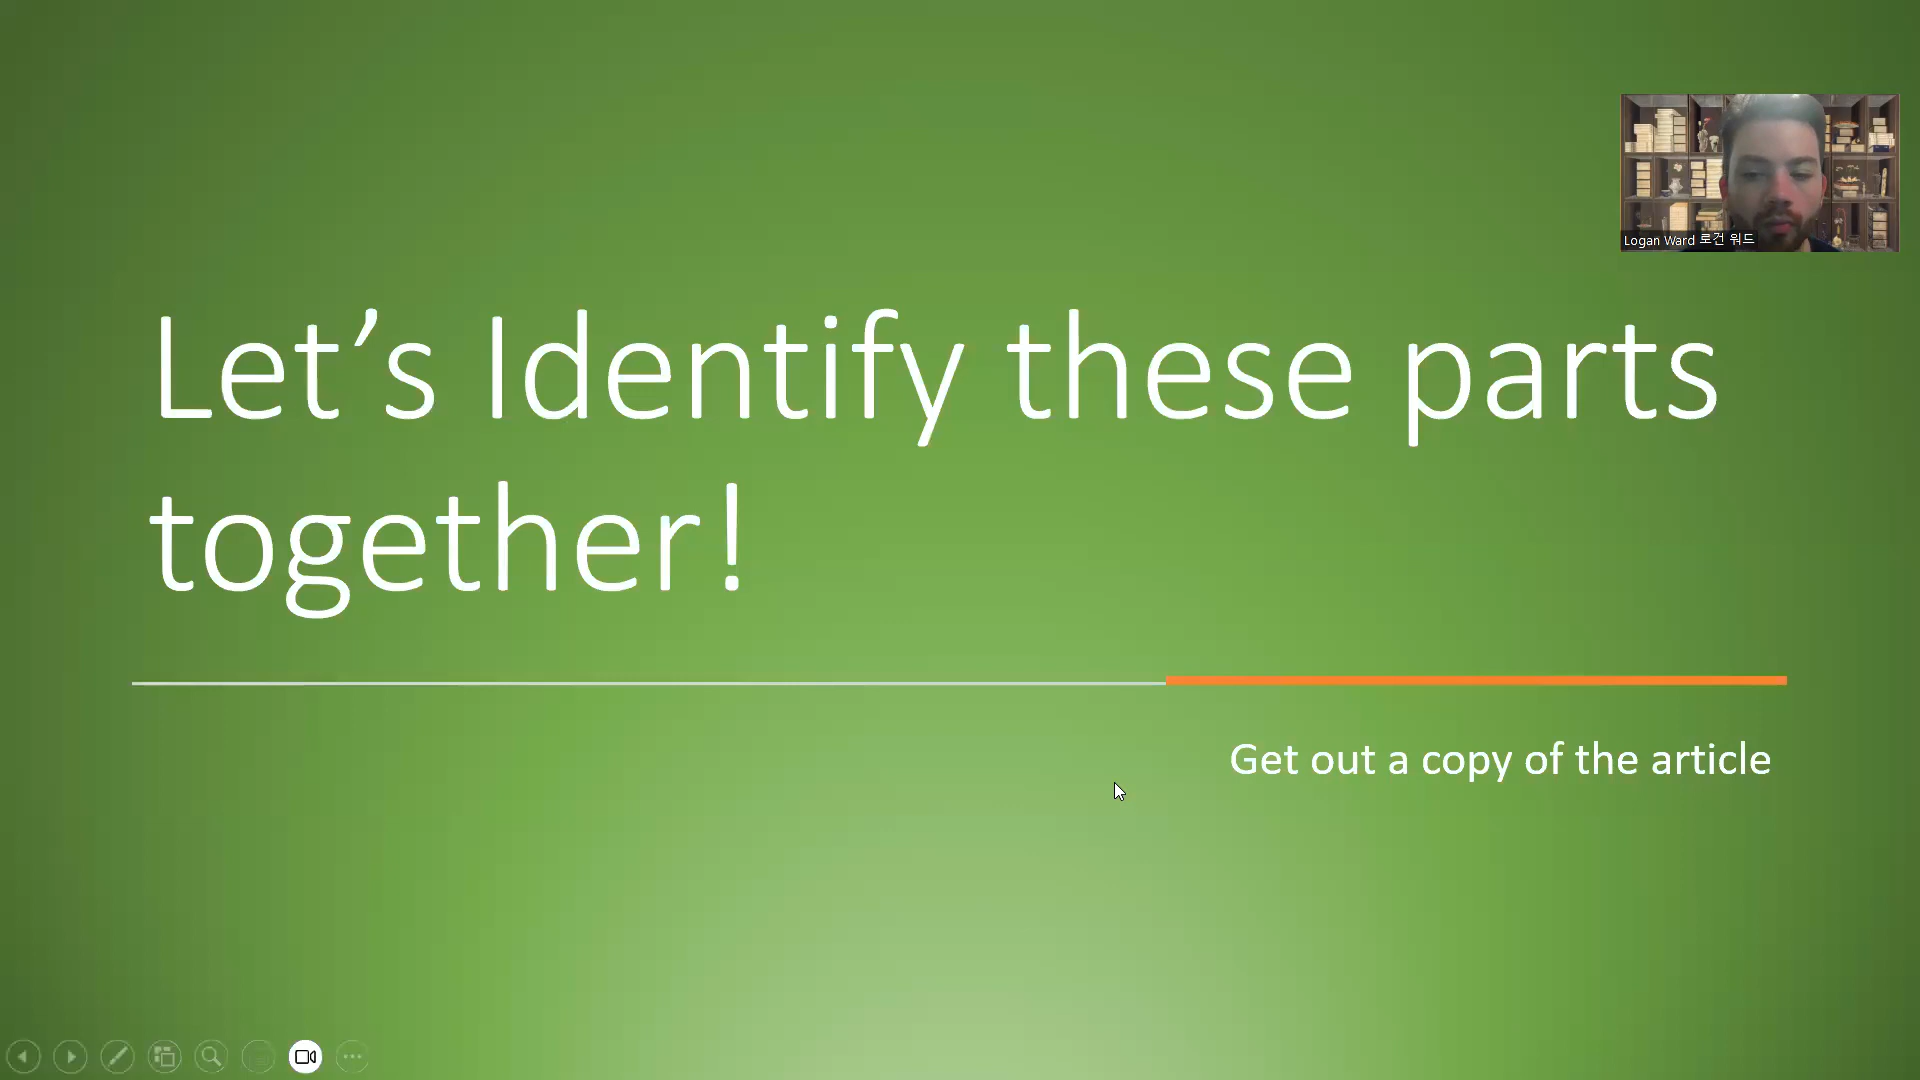 Logan Ward 로건 워드
Let’s Identify these parts
together!
Get out a copy of the article